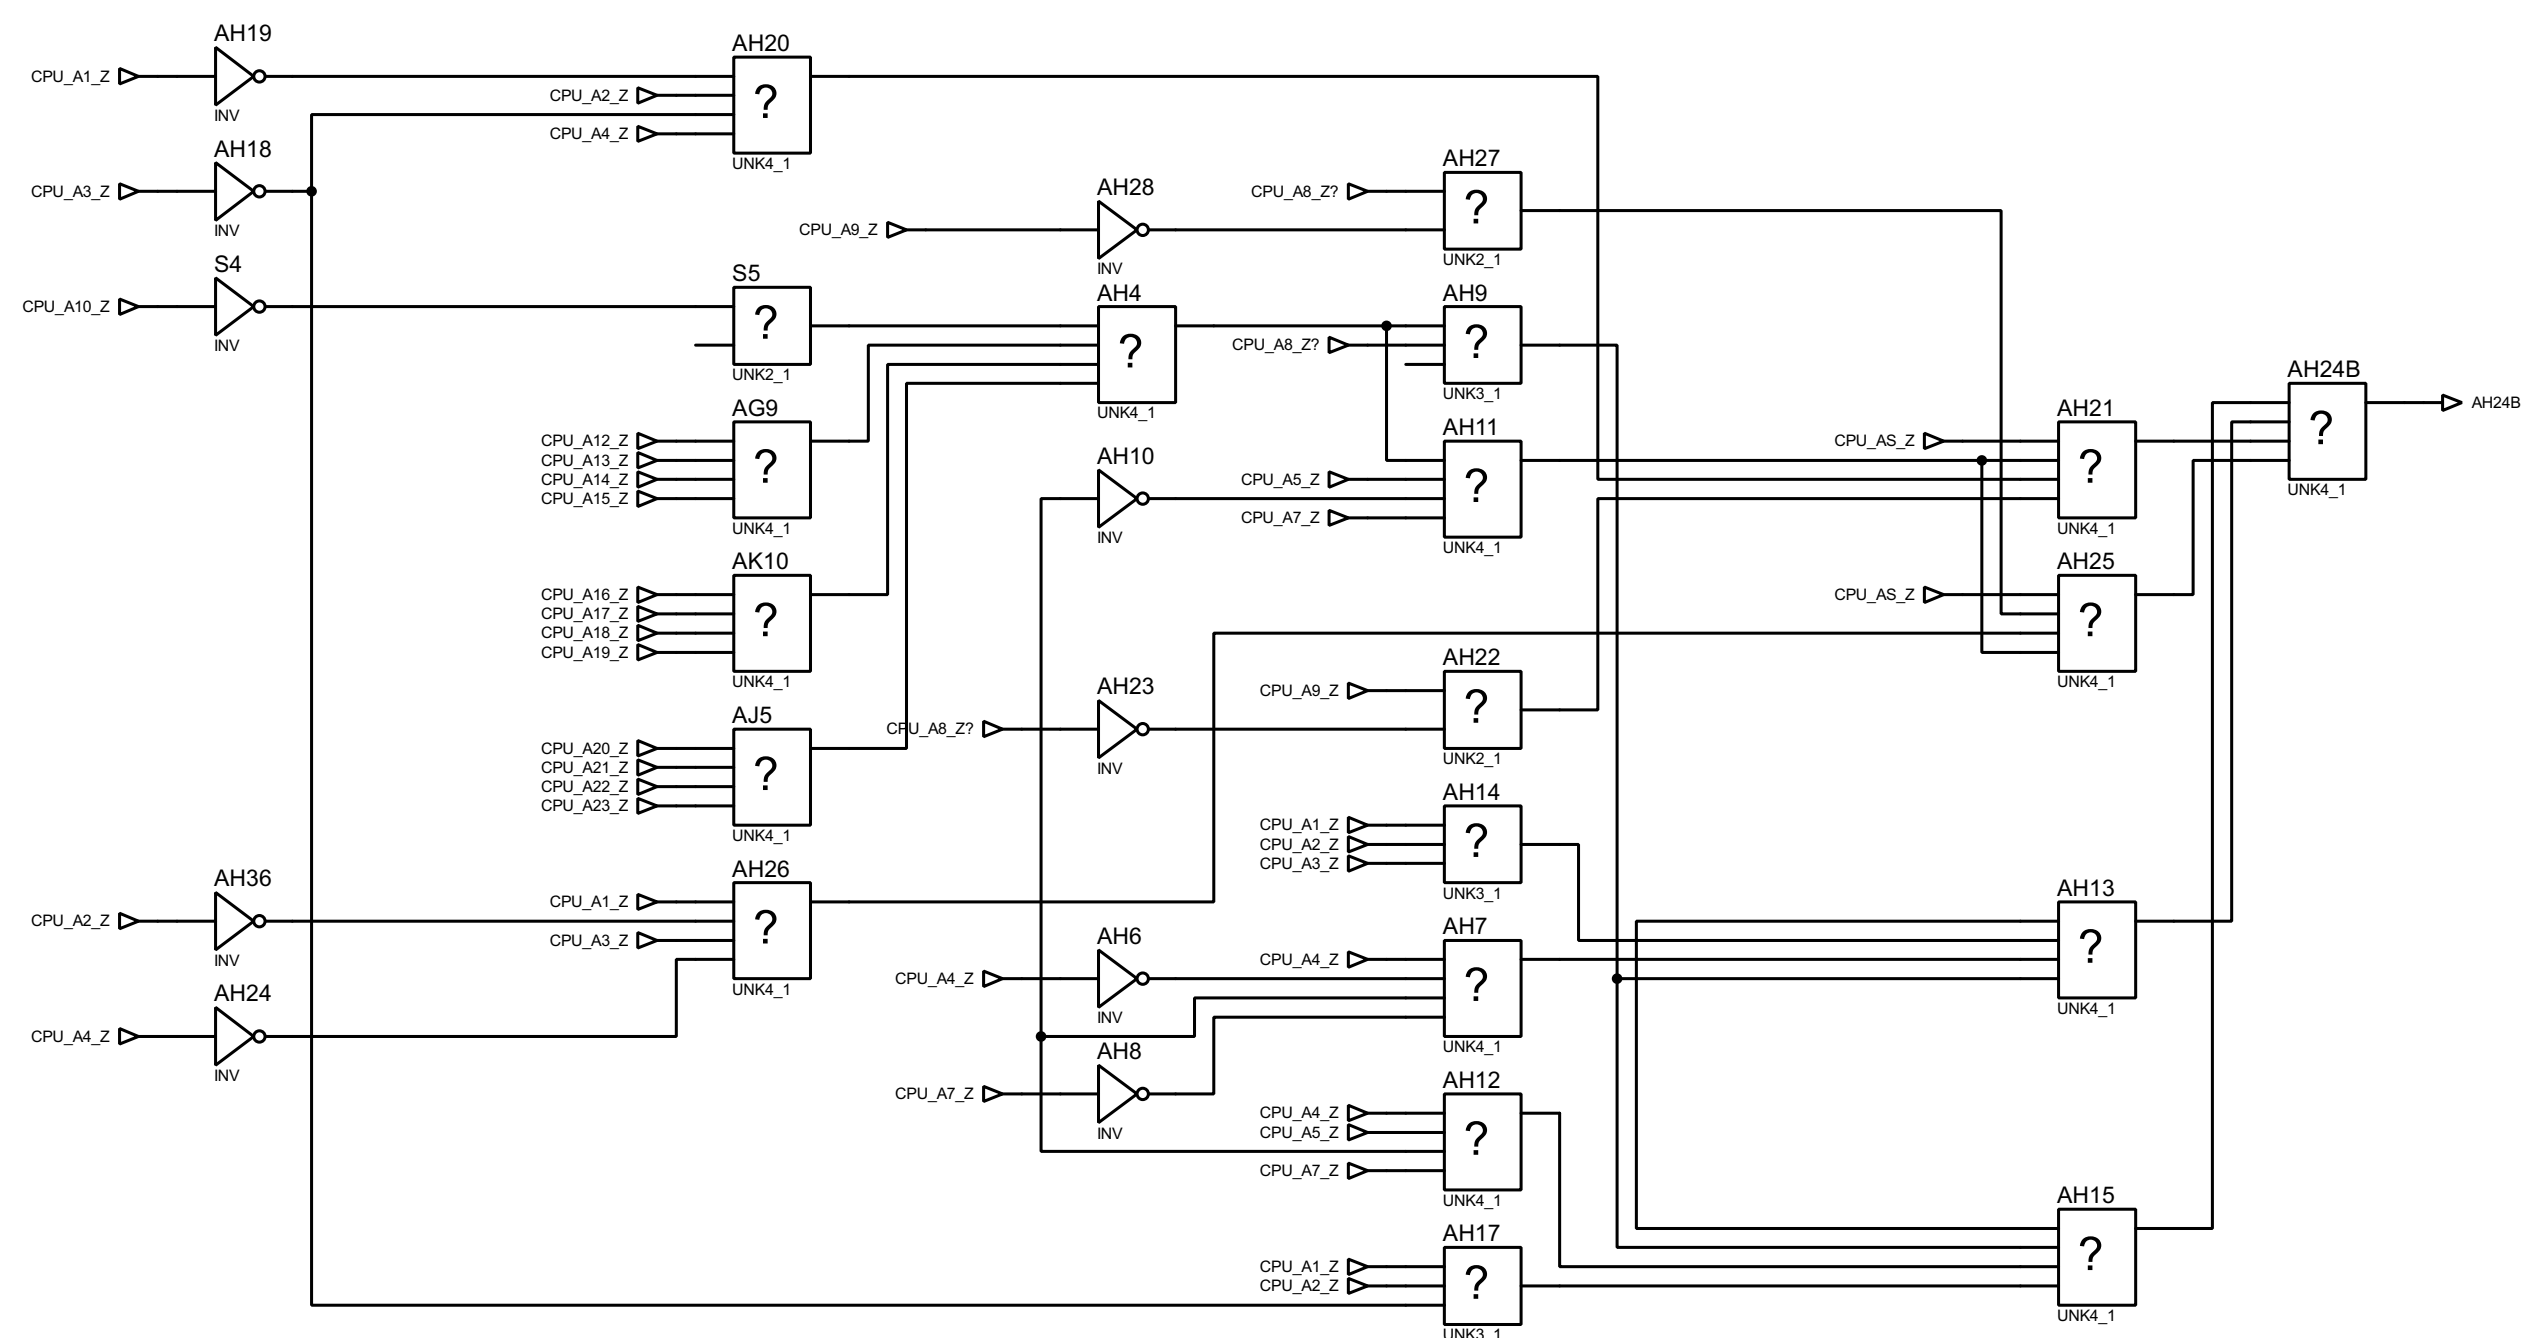 AH19
CPU_A1_Z
INV
AH20
CPU_A2_Z
?
CPU_A4_Z
UNK4_1
AH18
CPU_A3_Z
INV
AH28
CPU_A9_Z
INV
AH27
CPU_A8_Z?
?
UNK2_1
S4
CPU_A10_Z
INV
S5
?
UNK2_1
AH4
?
UNK4_1
AH9
CPU_A8_Z?
?
UNK3_1
AG9
CPU_A12_Z
CPU_A13_Z
CPU_A14_Z
CPU_A15_Z
?
UNK4_1
AH10
INV
AH11
CPU_A5_Z
?
CPU_A7_Z
UNK4_1
AH21
CPU_AS_Z
?
UNK4_1
AH24B
?
UNK4_1
AH24B
AK10
CPU_A16_Z
CPU_A17_Z
CPU_A18_Z
CPU_A19_Z
?
UNK4_1
AH25
CPU_AS_Z
?
UNK4_1
AJ5
CPU_A20_Z
CPU_A21_Z
CPU_A22_Z
CPU_A23_Z
?
UNK4_1
AH23
CPU_A8_Z?
INV
AH22
CPU_A9_Z
?
UNK2_1
AH14
CPU_A1_Z
CPU_A2_Z
CPU_A3_Z
?
UNK3_1
AH36
CPU_A2_Z
INV
AH26
CPU_A1_Z
?
CPU_A3_Z
UNK4_1
AH24
CPU_A4_Z
INV
AH6
CPU_A4_Z
INV
AH7
CPU_A4_Z
?
UNK4_1
AH13
?
UNK4_1
AH8
CPU_A7_Z
INV
AH12
CPU_A4_Z
CPU_A5_Z
?
CPU_A7_Z
UNK4_1
AH17
CPU_A1_Z
CPU_A2_Z
?
UNK3_1
AH15
?
UNK4_1